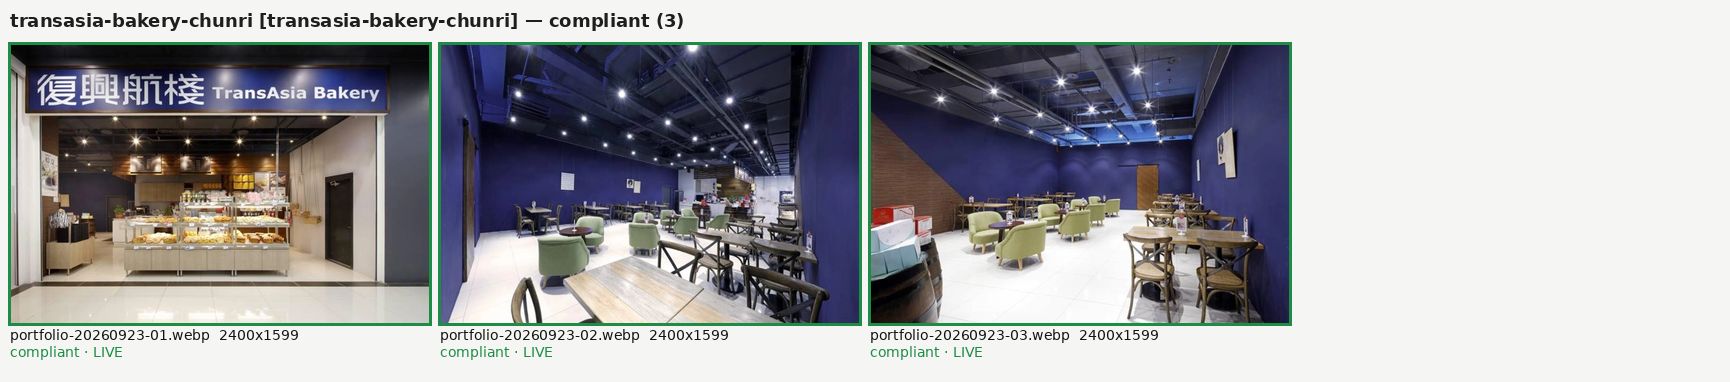 transasia-bakery-chunri [transasia-bakery-chunri] — compliant (3)
復興航棧 TransAsia Bakery
portfolio-20260923-01.webp 2400x1599
compliant · LIVE
portfolio-20260923-02.webp 2400x1599
compliant · LIVE
portfolio-20260923-03.webp 2400x1599
compliant · LIVE